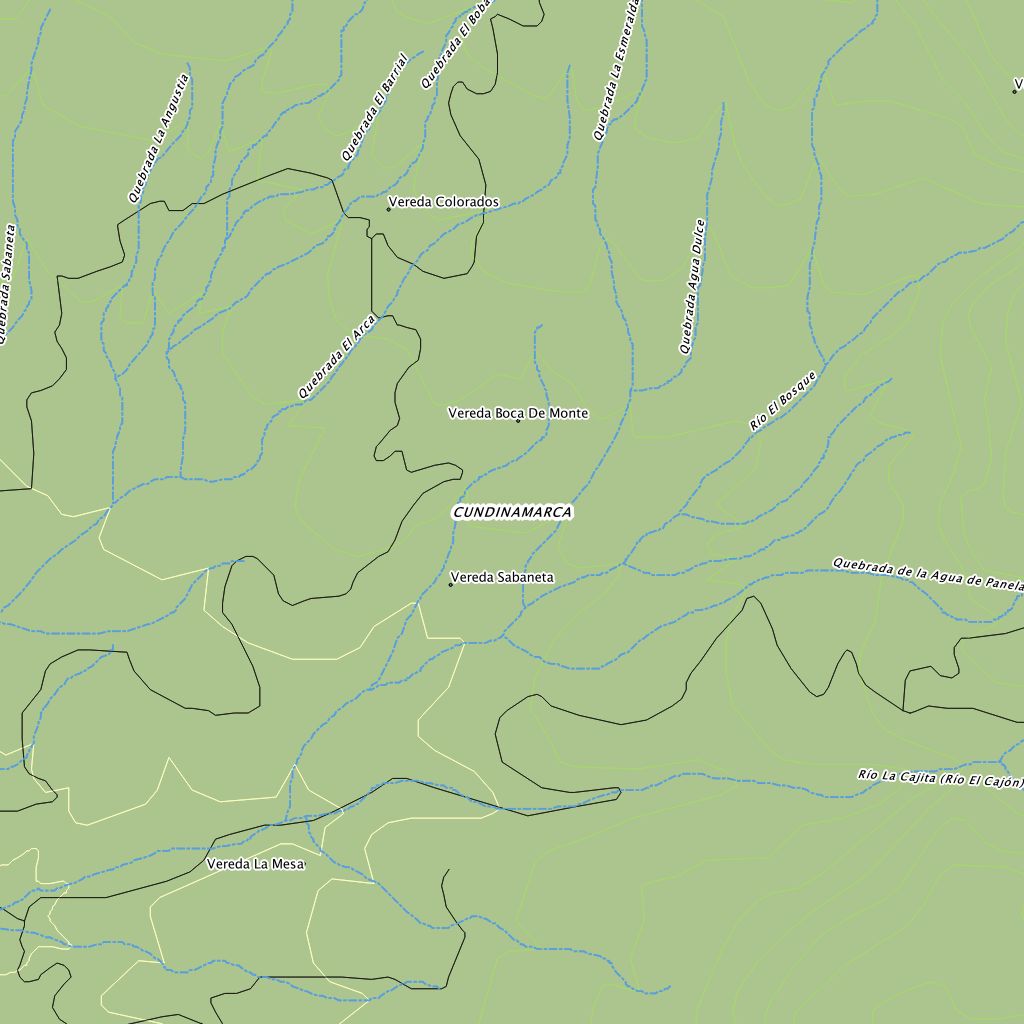 Quebrada El Boba
Quebrada La Esmeralda
Quebrada El Barrial
Quebrada La Angustia
V
Vereda Colorados
Quebrada Sabaneta
Quebrada Agua Dulce
Quebrada El Arca
Río El Bosque
Vereda Boca De Monte
CUNDINAMARCA
Vereda Sabaneta
Quebrada de la Agua de Panela
Río La Cajita (Río El Cajón)
Vereda La Mesa